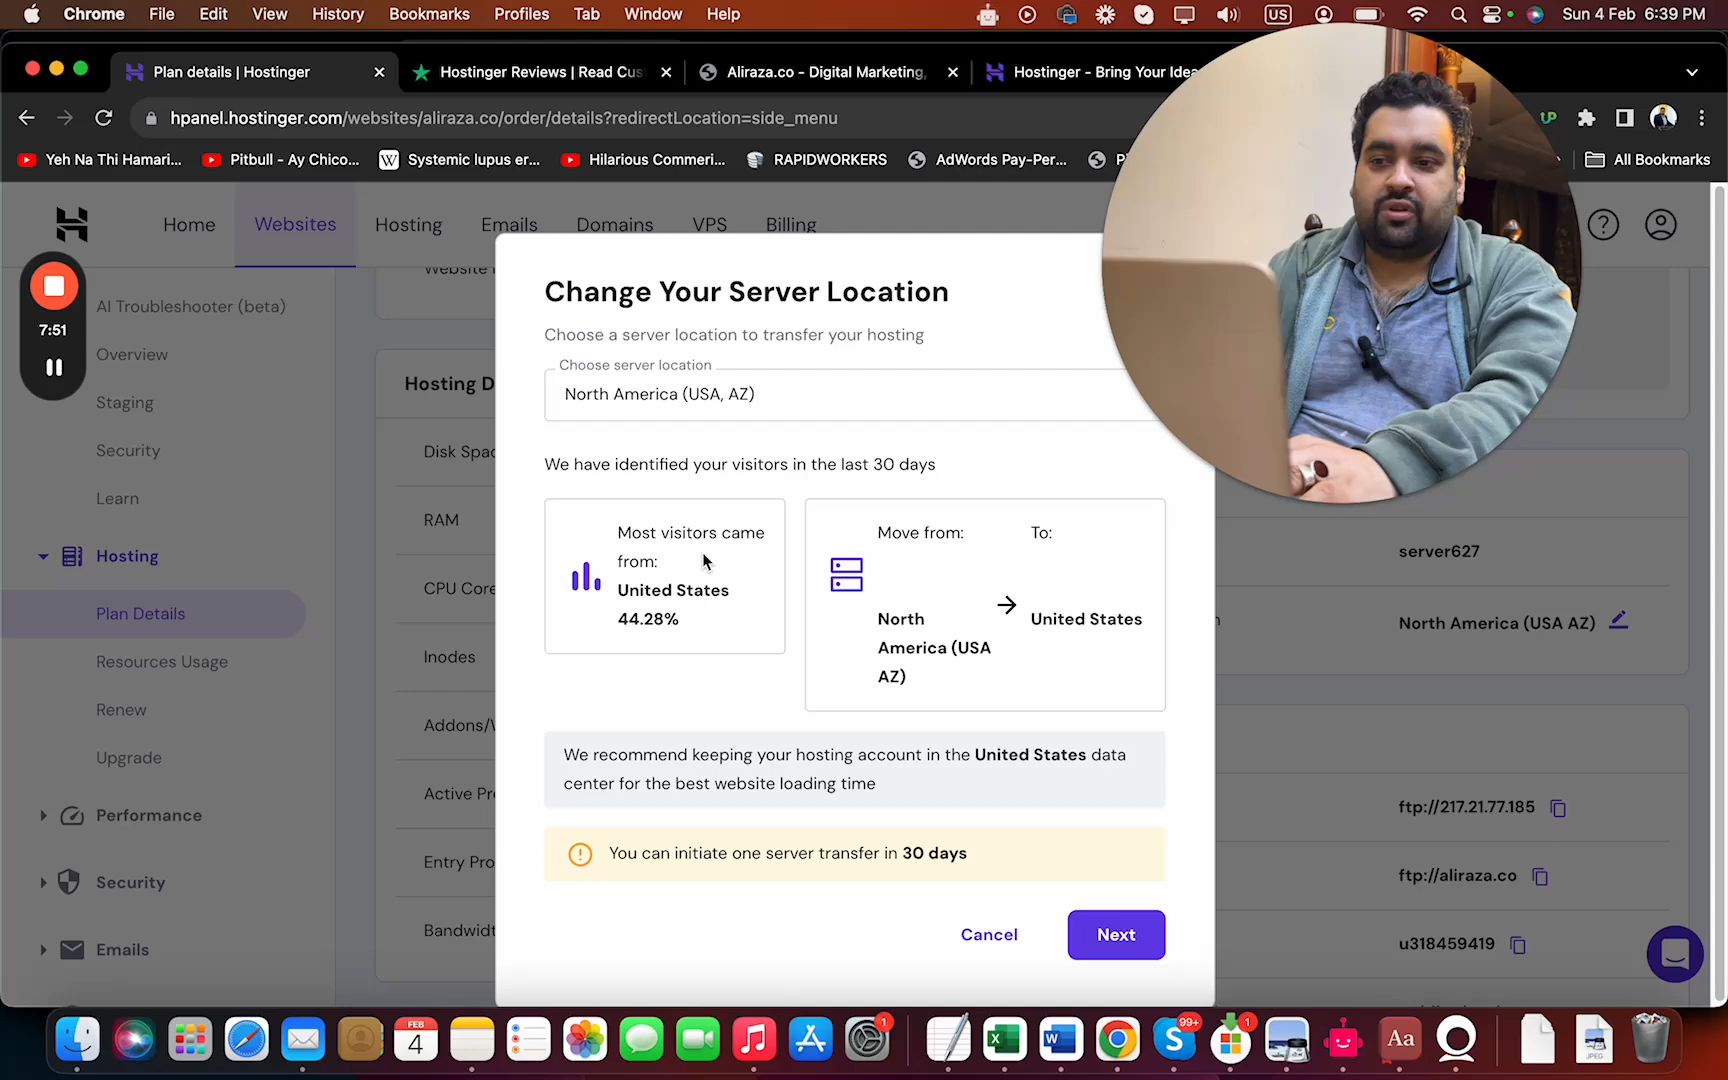 Chrome File Edit View History Bookmarks Profiles Tab Window Help US Sun 4 Feb 6:39 PM
Plan details | Hostinger
Hostinger Reviews | Read Cus
Aliraza.co - Digital Marketing,
Hostinger - Bring Your Idea
hpanel.hostinger.com/websites/aliraza.co/order/details?redirectLocation=side_menu
Yeh Na Thi Hamari... Pitbull - Ay Chico... W Systemic lupus er... Hilarious Commeri... RAPIDWORKERS AdWords Pay-Per... All Bookmarks
Home Websites Hosting Emails Domains VPS Billing
7:51
AI Troubleshooter (beta)
Overview
Staging
Security
Learn
Hosting
Plan Details
Resources Usage
Renew
Upgrade
Performance
Security
Emails
Hosting D
Disk Spac
RAM
CPU Core
Inodes
Addons/
Active Pr
Entry Pro
Bandwidt
Change Your Server Location
Choose a server location to transfer your hosting
Choose server location
North America (USA, AZ)
We have identified your visitors in the last 30 days
Most visitors came
from:
United States
44.28%
Move from:
North
America (USA
AZ)
To:
United States
We recommend keeping your hosting account in the United States data
center for the best website loading time
You can initiate one server transfer in 30 days
Cancel Next
server627
North America (USA AZ)
ftp://217.21.77.185
ftp://aliraza.co
u318459419
FEB
4
1
99+
1
Aa
JPEG